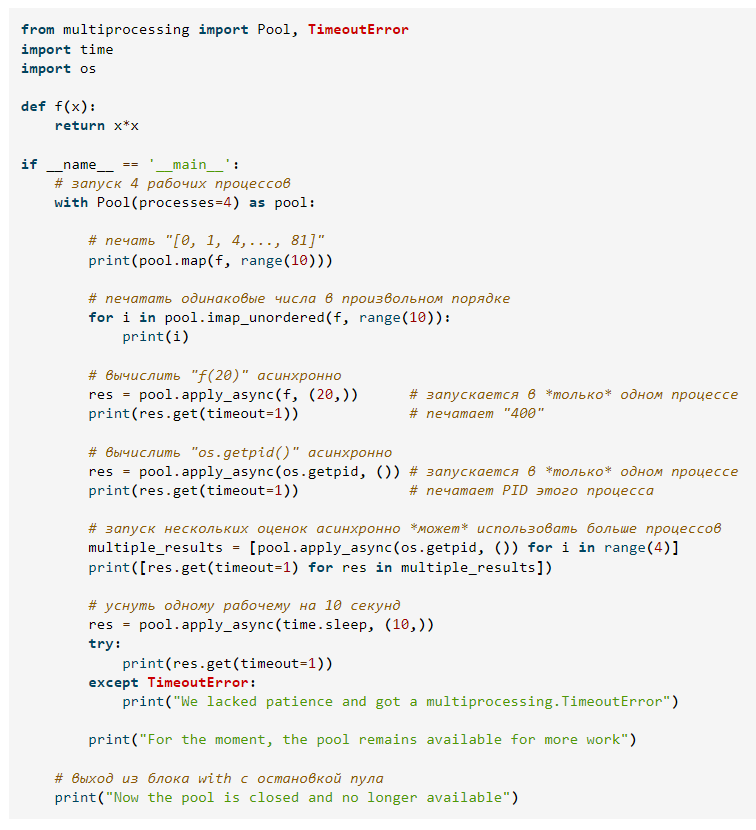 from multiprocessing import Pool, TimeoutError
import time
import os

def f(x):
    return x*x

if __name__ == '__main__':
    # запуск 4 рабочих процессов
    with Pool(processes=4) as pool:

        # печать "[0, 1, 4,..., 81]"
        print(pool.map(f, range(10)))

        # печатать одинаковые числа в произвольном порядке
        for i in pool.imap_unordered(f, range(10)):
            print(i)

        # вычислить "f(20)" асинхронно
        res = pool.apply_async(f, (20,))      # запускается в *только* одном процессе
        print(res.get(timeout=1))             # печатает "400"

        # вычислить "os.getpid()" асинхронно
        res = pool.apply_async(os.getpid, ()) # запускается в *только* одном процессе
        print(res.get(timeout=1))             # печатает PID этого процесса

        # запуск нескольких оценок асинхронно *может* использовать больше процессов
        multiple_results = [pool.apply_async(os.getpid, ()) for i in range(4)]
        print([res.get(timeout=1) for res in multiple_results])

        # уснуть одному рабочему на 10 секунд
        res = pool.apply_async(time.sleep, (10,))
        try:
            print(res.get(timeout=1))
        except TimeoutError:
            print("We lacked patience and got a multiprocessing.TimeoutError")

        print("For the moment, the pool remains available for more work")

    # выход из блока with с остановкой пула
    print("Now the pool is closed and no longer available")